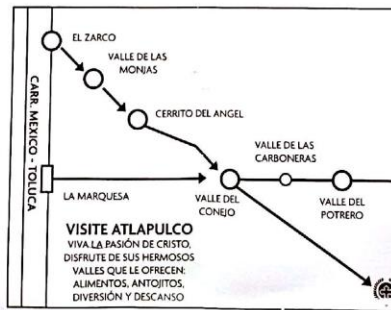 EL ZARCO
VALLE DE LAS
MONJAS
CERRITO DEL ANGEL
CARR. MEXICO - TOLUCA
VALLE DE LAS
CARBONERAS
LA MARQUESA
VALLE DEL
CONEJO
VALLE DEL
POTRERO
VISITE ATLAPULCO
VIVA LA PASIÓN DE CRISTO,
DISFRUTE DE SUS HERMOSOS
VALLES QUE LE OFRECEN:
ALIMENTOS, ANTOJITOS,
DIVERSIÓN Y DESCANSO